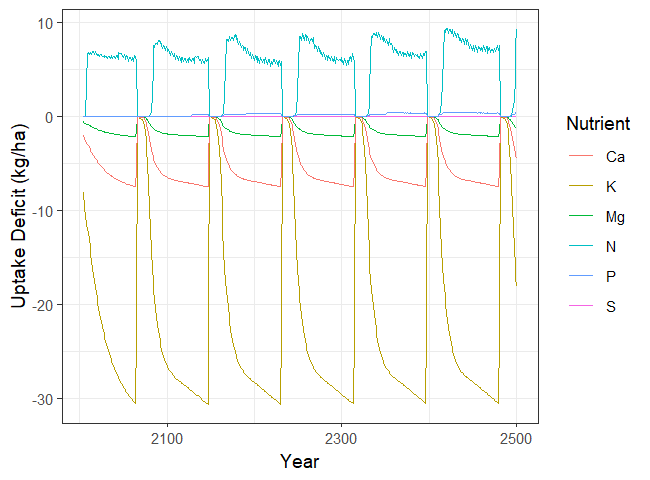 10
0
-10
-20
-30
Uptake Deficit (kg/ha)
2100
2300
2500
Year
Nutrient
Ca
K
Mg
N
P
S